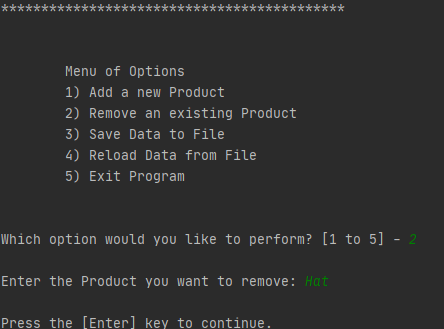 *******************************************
Menu of Options
1) Add a new Product
2) Remove an existing Product
3) Save Data to File
4) Reload Data from File
5) Exit Program
Which option would you like to perform? [1 to 5] - 2
Enter the Product you want to remove: Hat
Press the [Enter] key to continue.